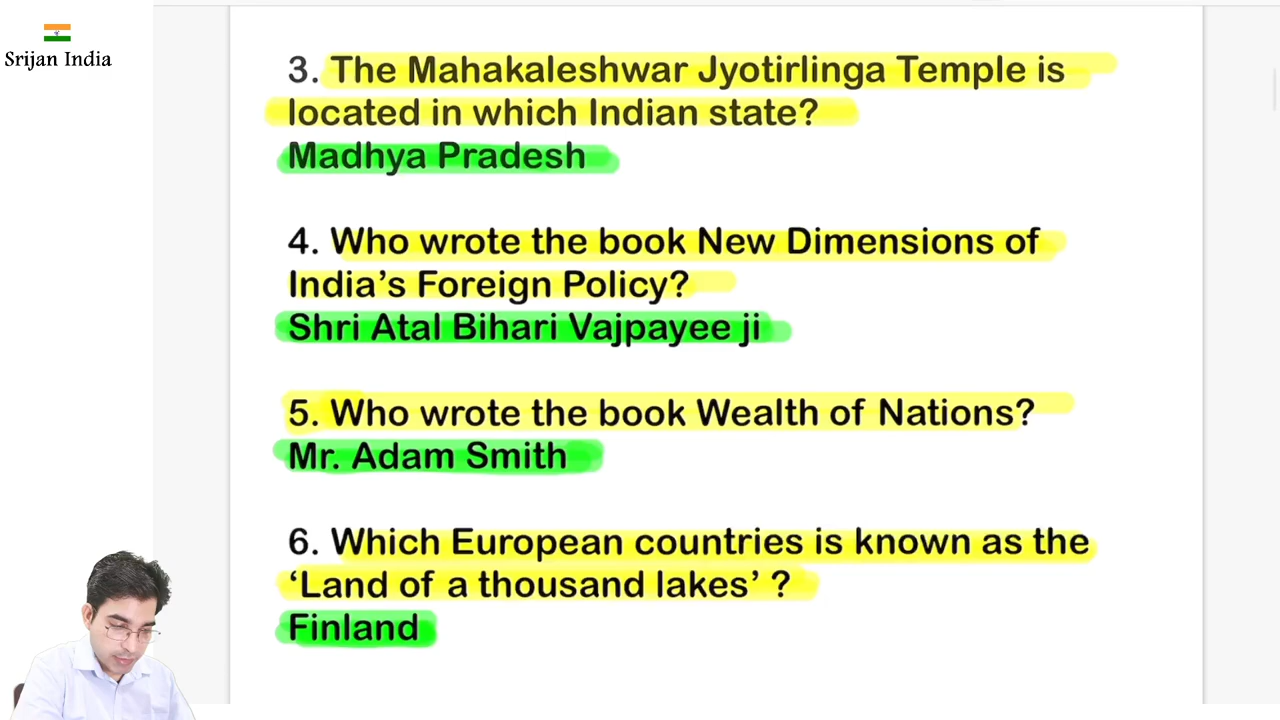 Srijan India
3. The Mahakaleshwar Jyotirlinga Temple is
located in which Indian state?
Madhya Pradesh
4. Who wrote the book New Dimensions of
India’s Foreign Policy?
Shri Atal Bihari Vajpayee ji
5. Who wrote the book Wealth of Nations?
Mr. Adam Smith
6. Which European countries is known as the
‘Land of a thousand lakes’ ?
Finland